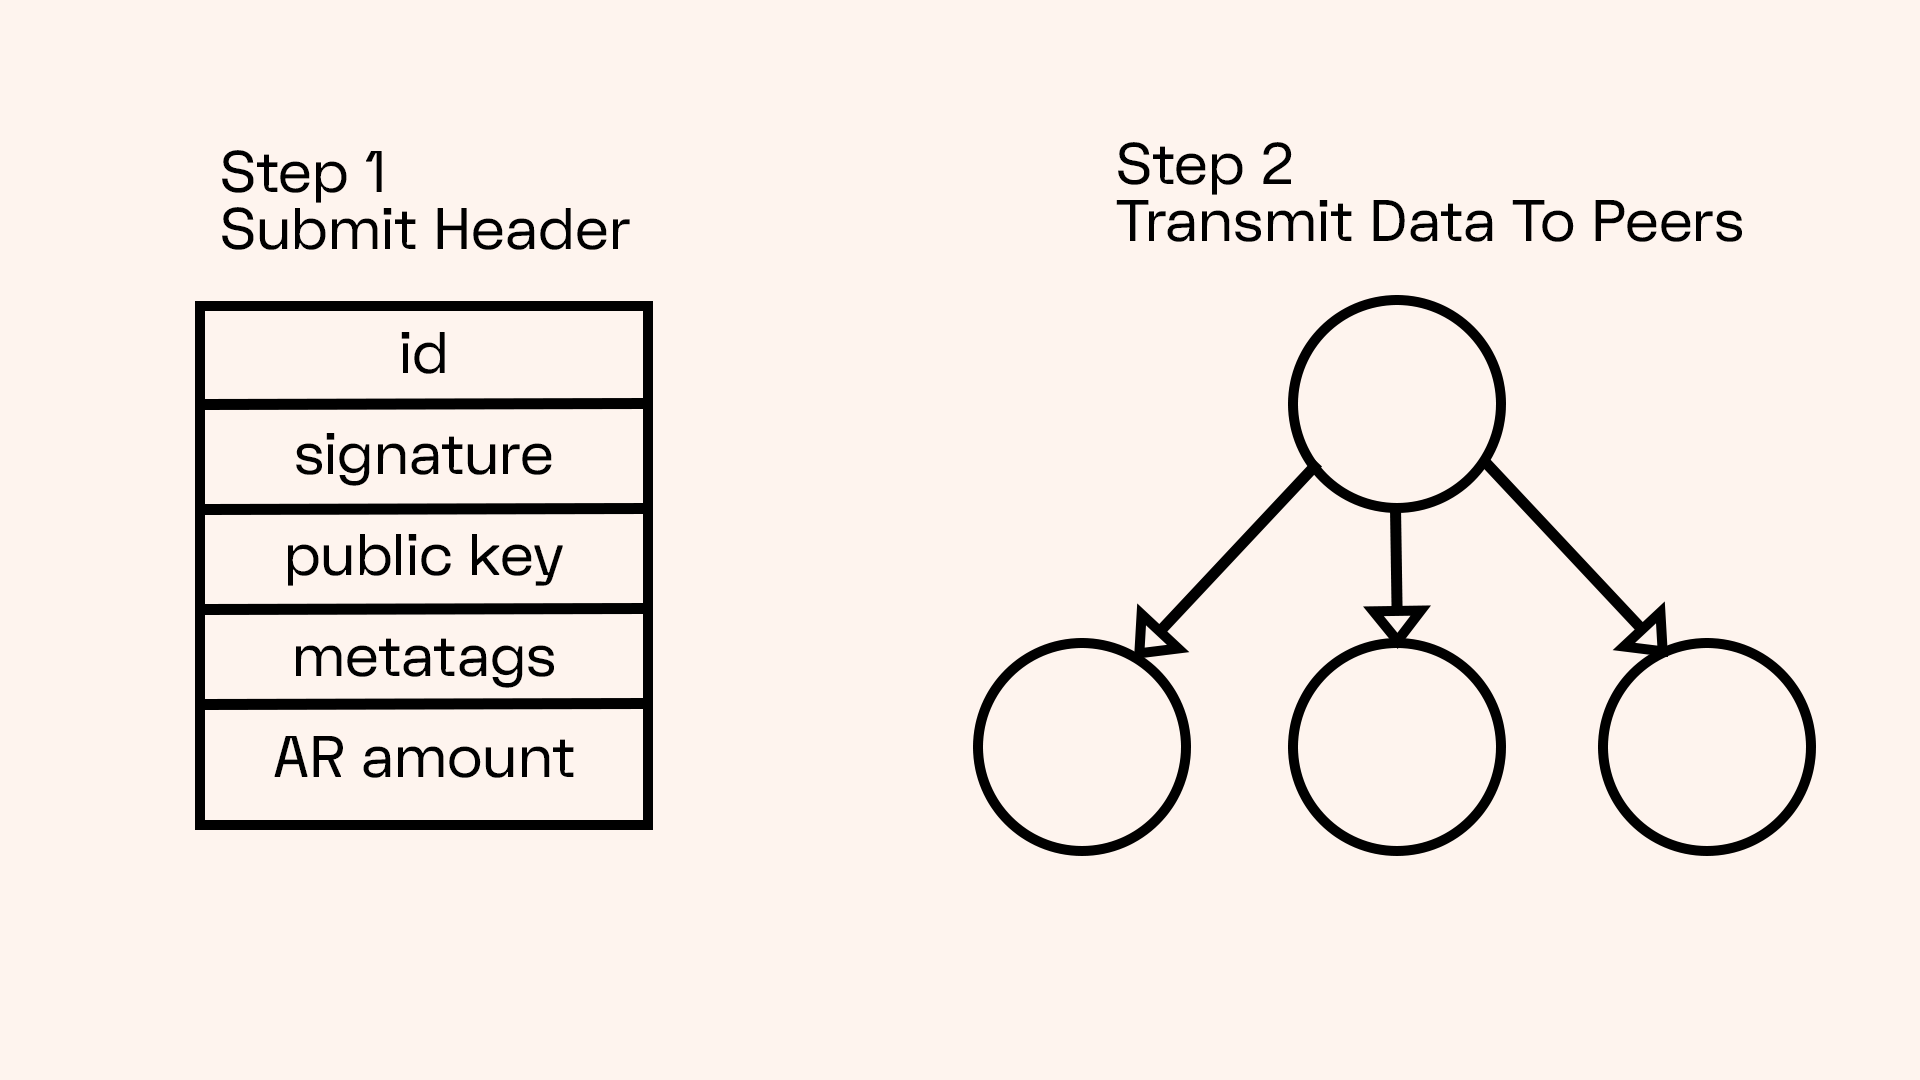 Step 1
Submit Header
id
signature
public key
metatags
AR amount
Step 2
Transmit Data To Peers